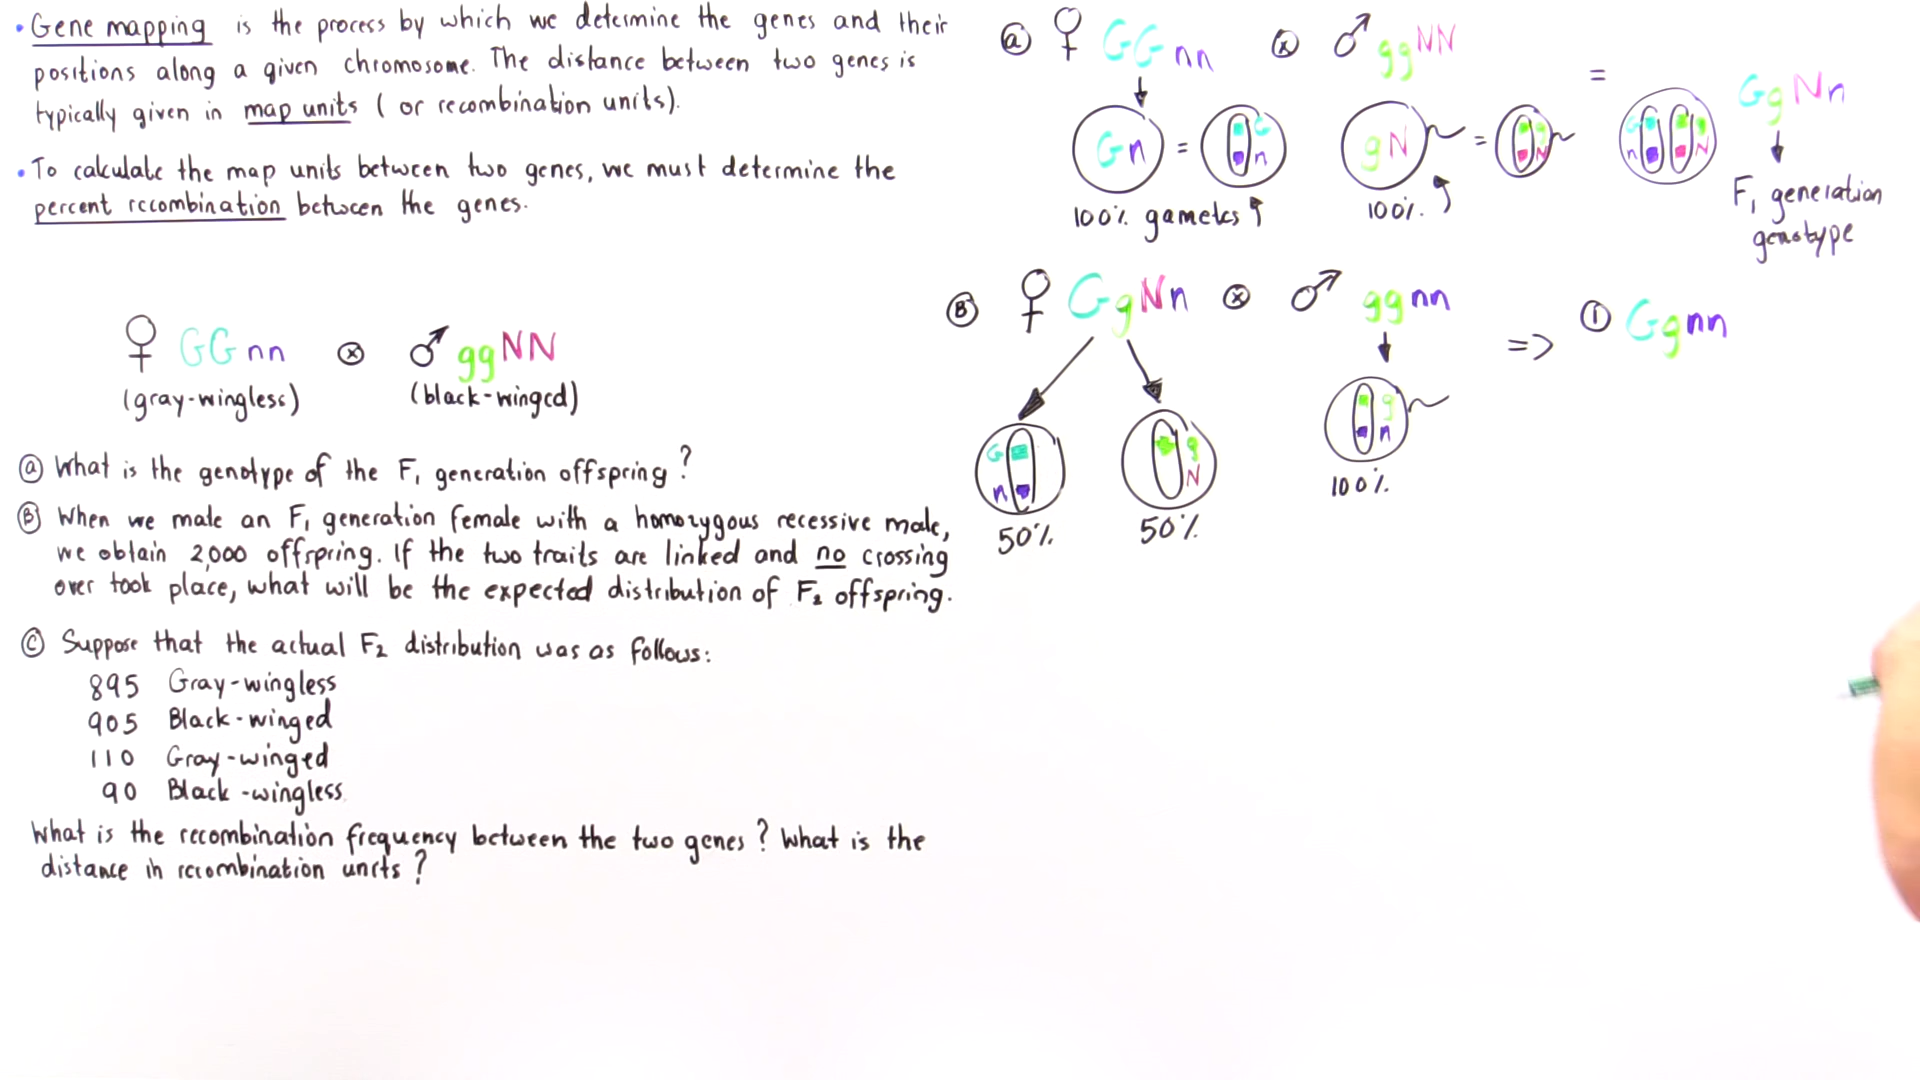 • Gene mapping is the process by which we determine the genes and their
positions along a given chromosome. The distance between two genes is
typically given in map units (or recombination units).
• To calculate the map units between two genes, we must determine the
percent recombination between the genes.
♀ GGnn ⊗ ♂ ggNN
(gray-wingless) (black-winged)
ⓐ What is the genotype of the F₁ generation offspring?
Ⓑ When we mate an F₁ generation female with a homozygous recessive male,
we obtain 2,000 offspring. If the two traits are linked and no crossing
over took place, what will be the expected distribution of F₂ offspring.
Ⓒ Suppose that the actual F₂ distribution was as follows:
895 Gray-wingless
905 Black-winged
110 Gray-winged
90 Black-wingless
What is the recombination frequency between the two genes? What is the
distance in recombination units?
ⓐ ♀ GGnn ⊗ ♂ ggNN = GgNn
Gn = G n gN = g N G n g N
100% gametes 100%
F₁ generation
genotype
Ⓑ ♀ GgNn ⊗ ♂ ggnn => ① Ggnn
G n g N g n
50% 50% 100%